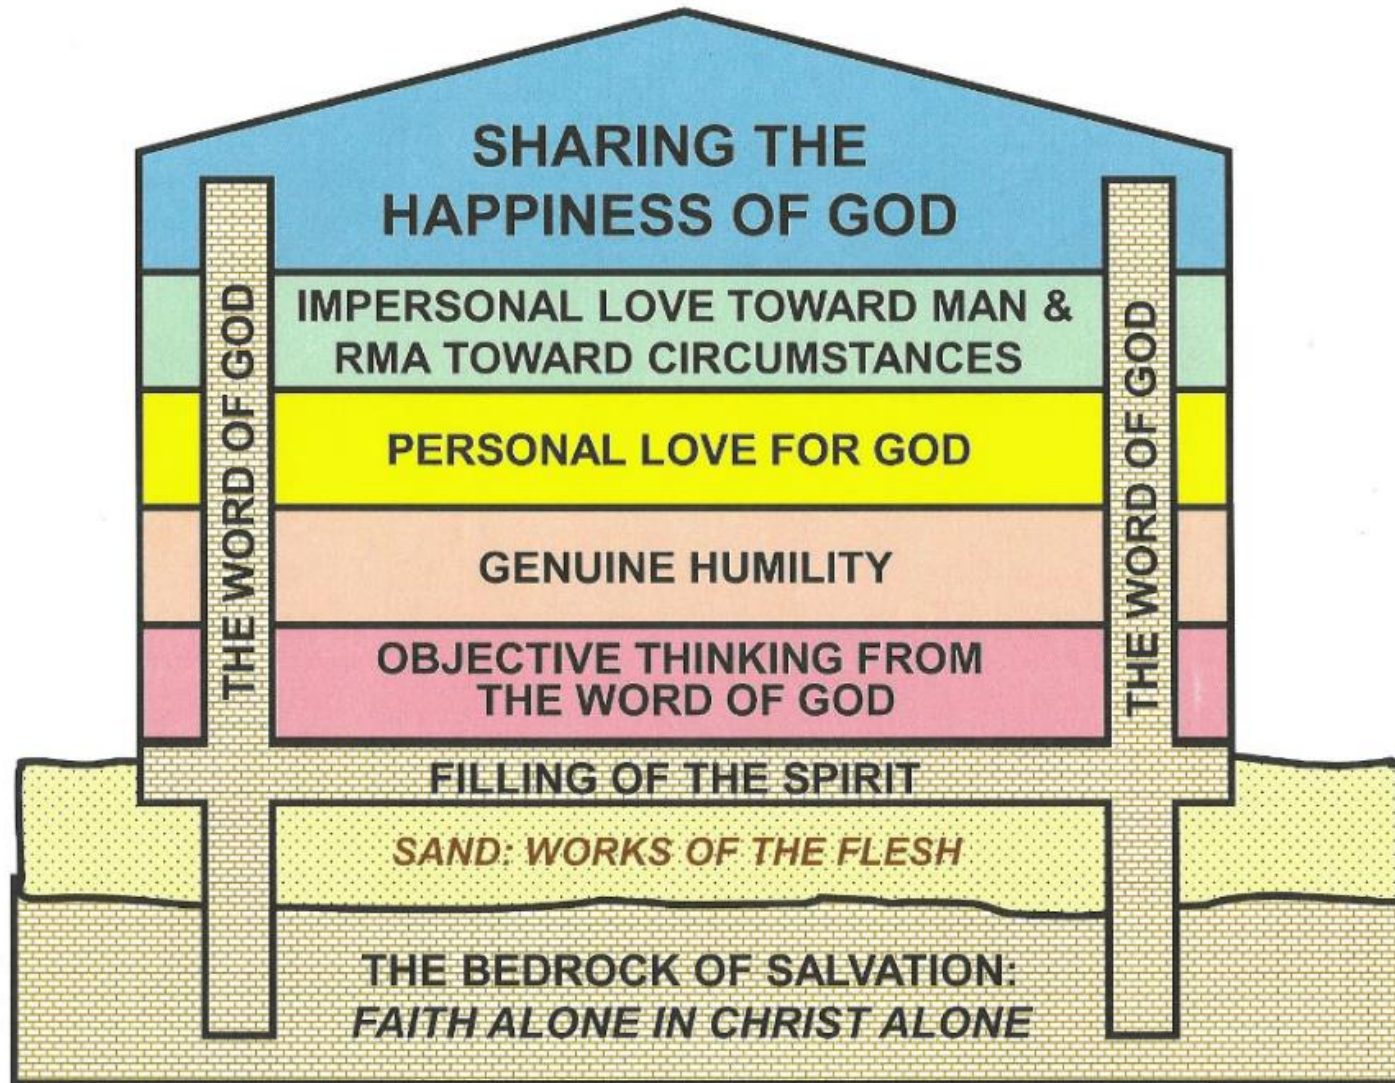 SHARING THE
HAPPINESS OF GOD
IMPERSONAL LOVE TOWARD MAN &
RMA TOWARD CIRCUMSTANCES
PERSONAL LOVE FOR GOD
GENUINE HUMILITY
OBJECTIVE THINKING FROM
THE WORD OF GOD
THE WORD OF GOD
THE WORD OF GOD
FILLING OF THE SPIRIT
SAND: WORKS OF THE FLESH
THE BEDROCK OF SALVATION:
FAITH ALONE IN CHRIST ALONE